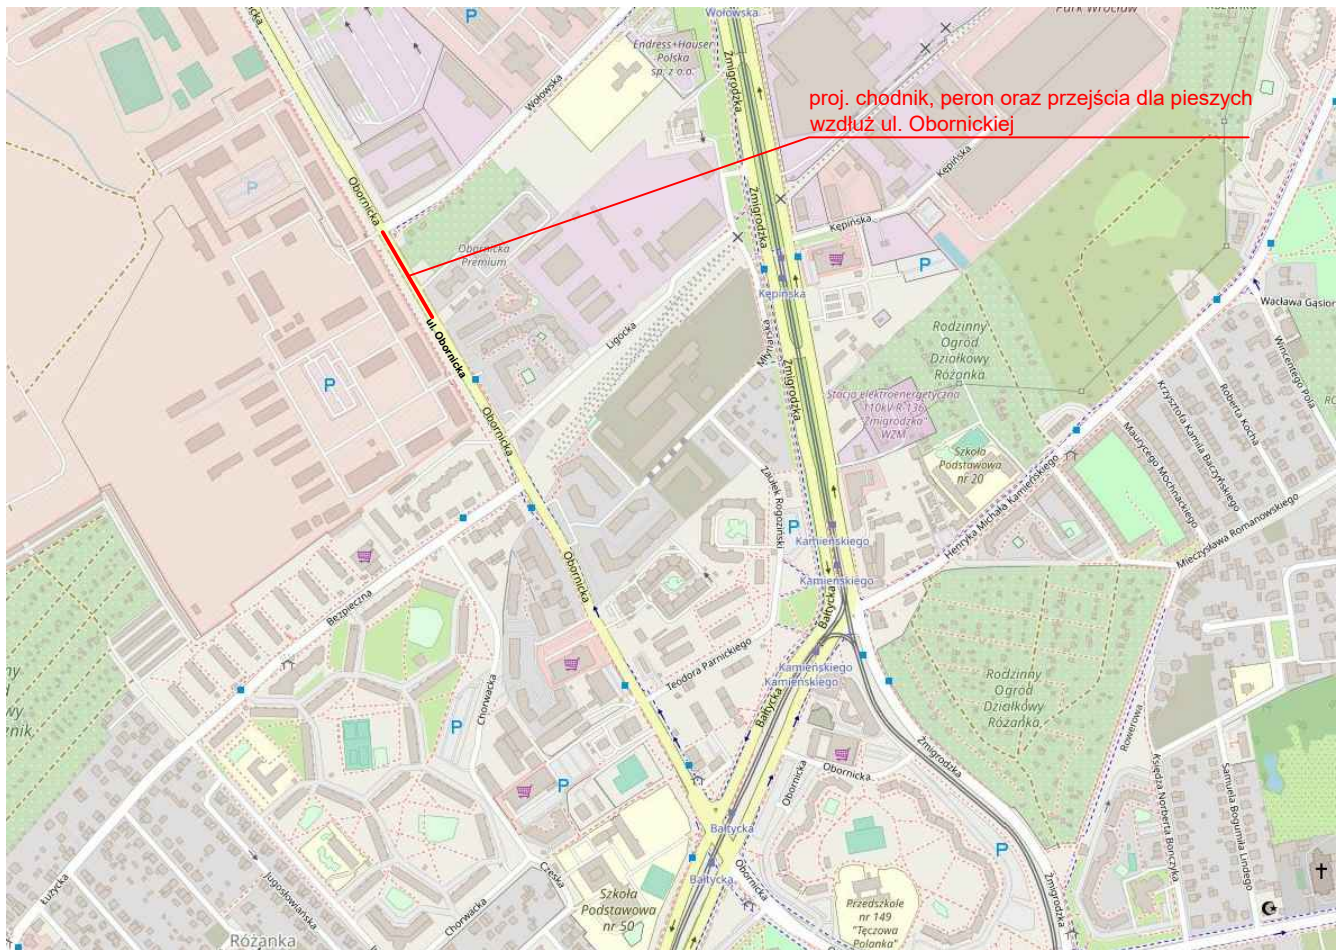 Wołowska
Park Wrocław
Różanka
Obornicka
Endress+Hauser
Polska
sp. z o.o.
Żmigrodzka
Wołowska
proj. chodnik, peron oraz przejścia dla pieszych
wzdłuż ul. Obornickiej
P
Kępińska
P
Obornicka
Żmigrodzka
Kępińska
Obornicka
Premium
P
Kępińska
Wacława Gąsior
Ligocka
Młynarska
Rodzinny
Ogród
Działkowy
Różanka
Wincentego Pola
ul. Obornicka
Żmigrodzka
P
Stacja elektroenergetyczna
110kV R-136
Żmigrodzka
WZM
Roberta Kocha
Krzysztofa Kamila Baczyńskiego
Obornicka
Maurycego Mochnackiego
Szkoła
Podstawowa
nr 20
Zaułek Rogoziński
Henryka Michała Kamieńskiego
Mieczysława Romanowskiego
P
Kamieńskiego
Obornicka
Kamieńskiego
Bezpieczna
Bałtycka
Teodora Parnickiego
Kamieńskiego
Kamieńskiego
Rodzinny
Ogród
Działkowy
Różanka
Chorwacka
Bałtycka
P
Rowerowa
Żmigrodzka
Obornicka
Obornicka
P
Księdza Norberta Bonczyka
Samuela Bogumiła Lindego
Bałtycka
P
Bałtycka
Obornicka
Czeska
Łużycka
Jugosłowiańska
Chorwacka
Szkoła
Podstawowa
nr 50
Przedszkole
nr 149
"Tęczowa
Polanka"
Żmigrodzka
Różanka